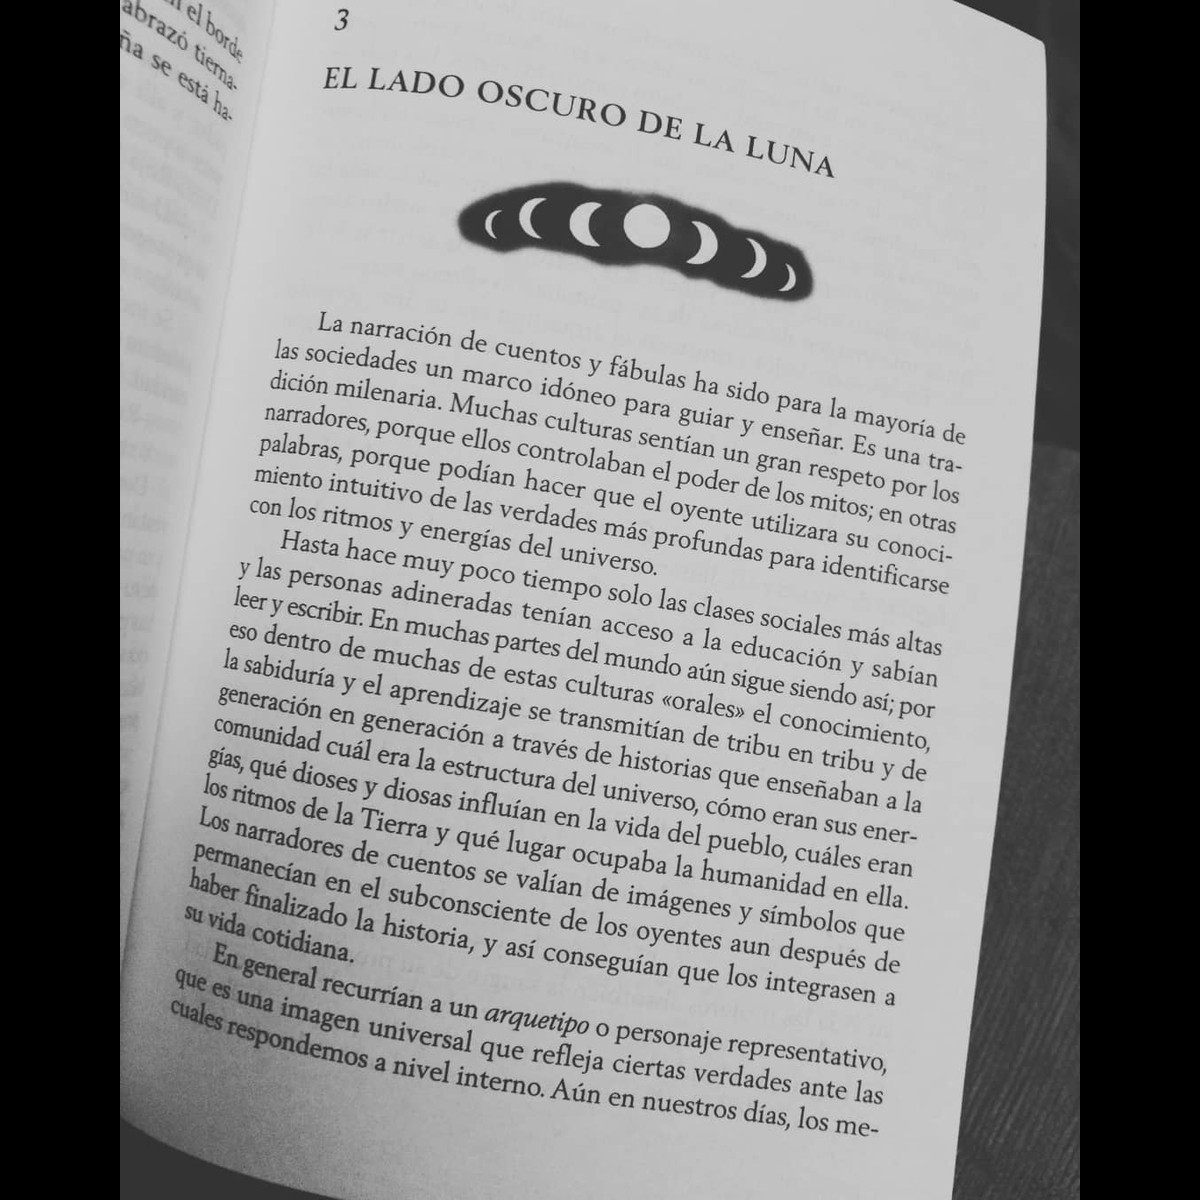 el borde
abrazó tierna-
ña se está ha-
3
EL LADO OSCURO DE LA LUNA
La narración de cuentos y fábulas ha sido para la mayoría de
las sociedades un marco idóneo para guiar y enseñar. Es una tra-
dición milenaria. Muchas culturas sentían un gran respeto por los
narradores, porque ellos controlaban el poder de los mitos; en otras
palabras, porque podían hacer que el oyente utilizara su conoci-
miento intuitivo de las verdades más profundas para identificarse
con los ritmos y energías del universo.
Hasta hace muy poco tiempo solo las clases sociales más altas
y las personas adineradas tenían acceso a la educación y sabían
leer y escribir. En muchas partes del mundo aún sigue siendo así; por
eso dentro de muchas de estas culturas «orales» el conocimiento,
la sabiduría y el aprendizaje se transmitían de tribu en tribu y de
generación en generación a través de historias que enseñaban a la
comunidad cuál era la estructura del universo, cómo eran sus ener-
gías, qué dioses y diosas influían en la vida del pueblo, cuáles eran
los ritmos de la Tierra y qué lugar ocupaba la humanidad en ella.
Los narradores de cuentos se valían de imágenes y símbolos que
permanecían en el subconsciente de los oyentes aun después de
haber finalizado la historia, y así conseguían que los integrasen a
su vida cotidiana.
En general recurrían a un arquetipo o personaje representativo,
que es una imagen universal que refleja ciertas verdades ante las
cuales respondemos a nivel interno. Aún en nuestros días, los me-